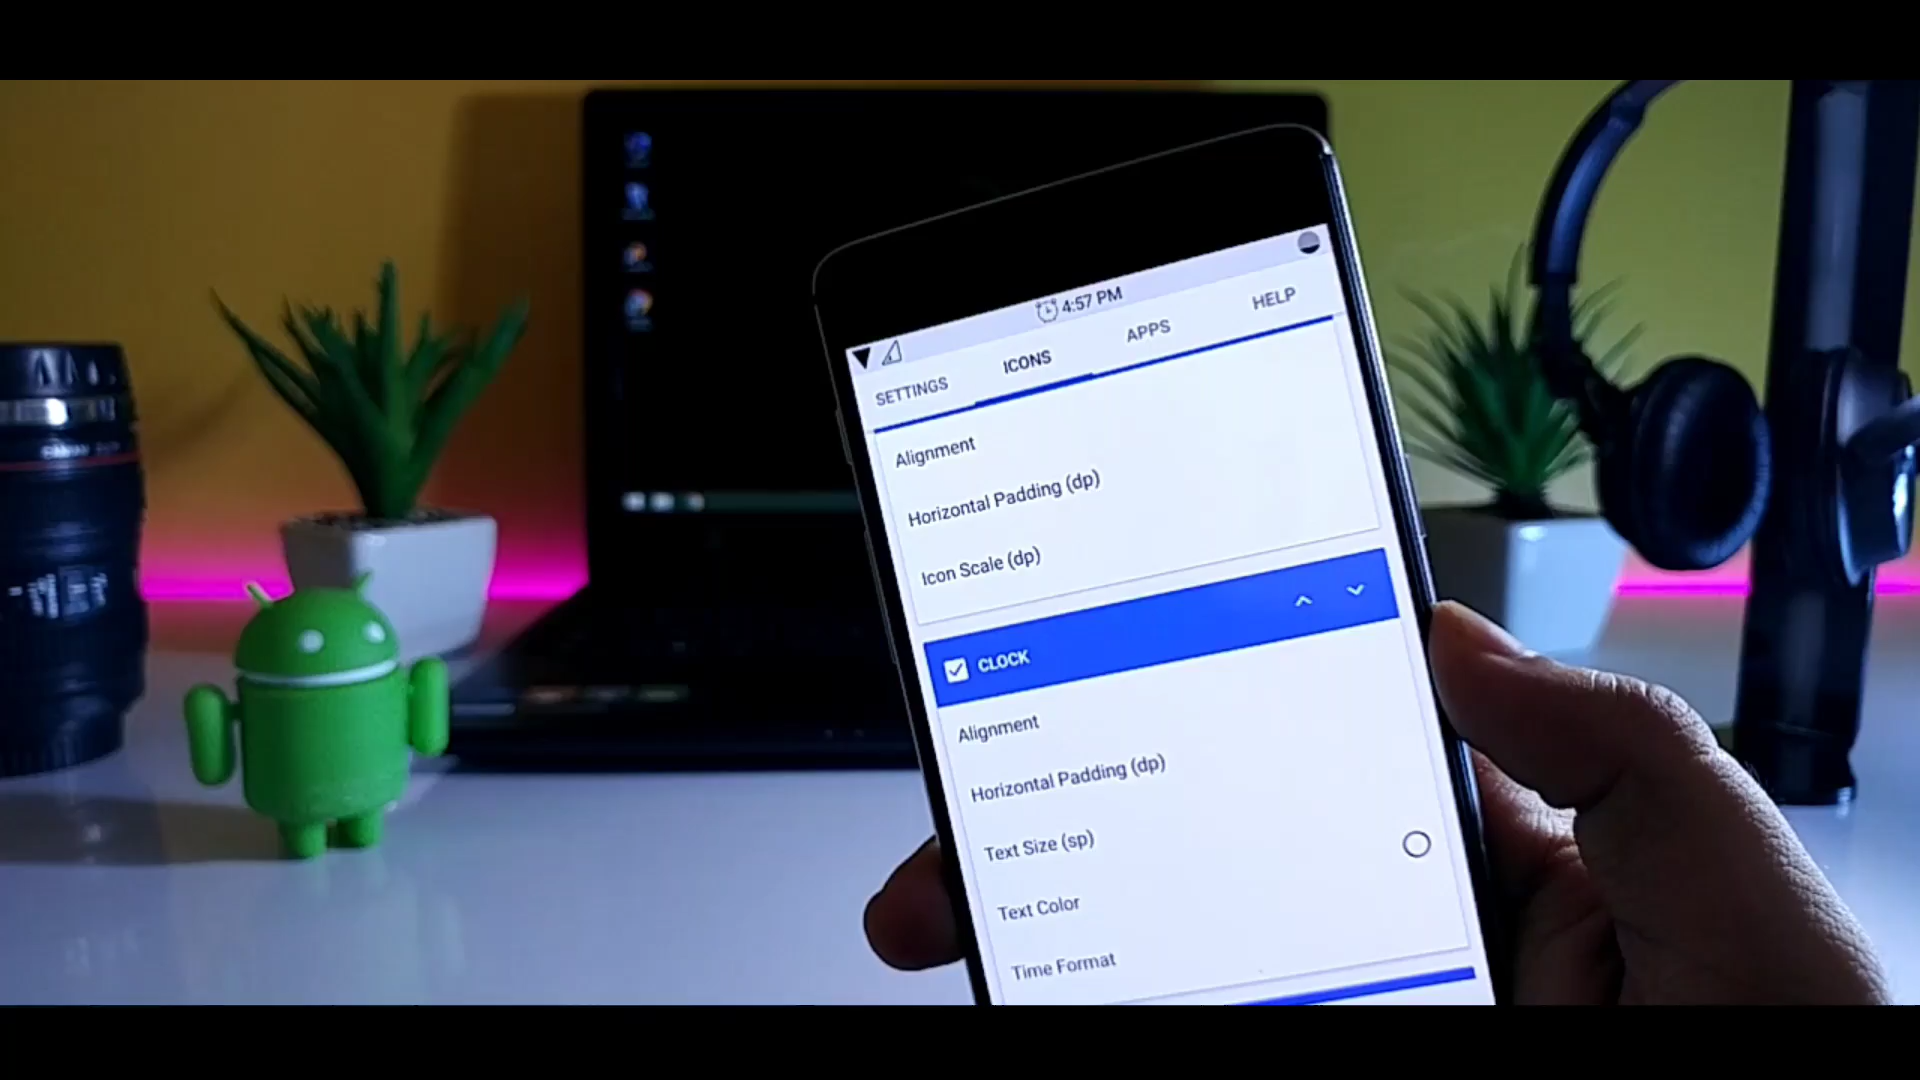 4:57 PM
SETTINGS
ICONS
APPS
HELP
Alignment
Horizontal Padding (dp)
Icon Scale (dp)
CLOCK
Alignment
Horizontal Padding (dp)
Text Size (sp)
Text Color
Time Format